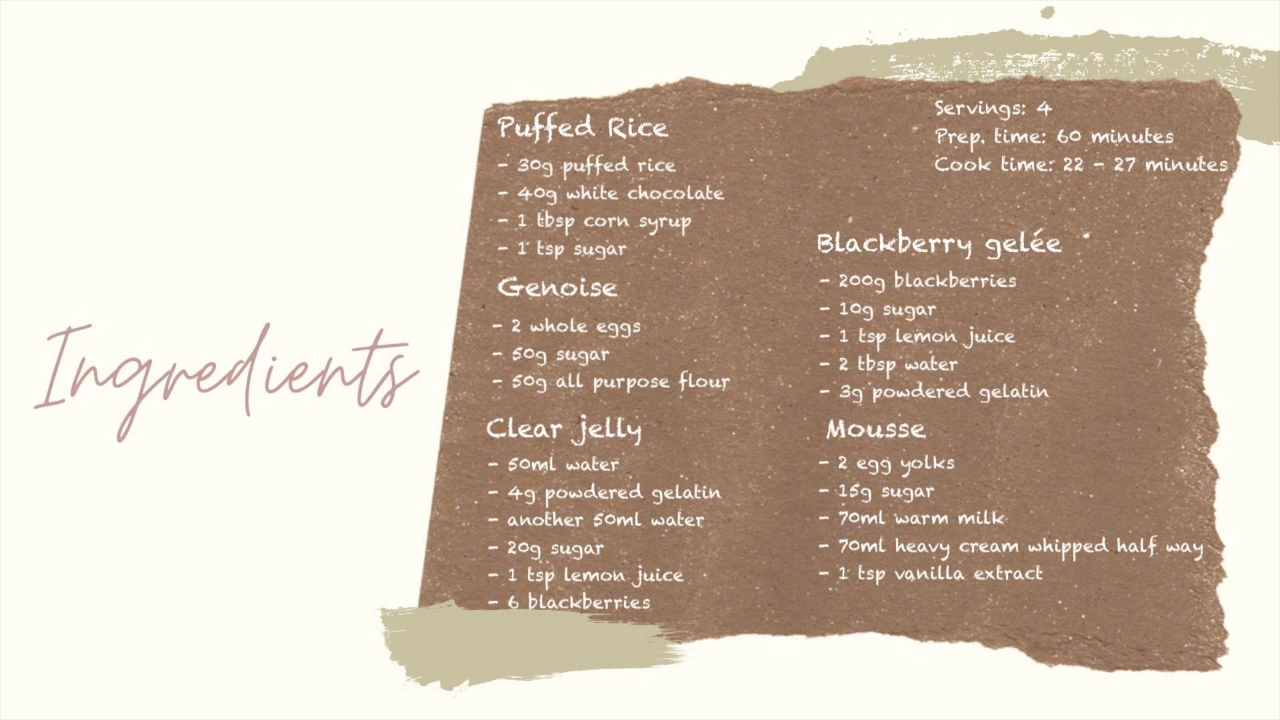 Ingredients
Puffed Rice
- 30g puffed rice
- 40g white chocolate
- 1 tbsp corn syrup
- 1 tsp sugar
Genoise
- 2 whole eggs
- 50g sugar
- 50g all purpose flour
Clear jelly
- 50ml water
- 4g powdered gelatin
- another 50ml water
- 20g sugar
- 1 tsp lemon juice
- 6 blackberries
Servings: 4
Prep. time: 60 minutes
Cook time: 22 - 27 minutes
Blackberry gelée
- 200g blackberries
- 10g sugar
- 1 tsp lemon juice
- 2 tbsp water
- 3g powdered gelatin
Mousse
- 2 egg yolks
- 15g sugar
- 70ml warm milk
- 70ml heavy cream whipped half way
- 1 tsp vanilla extract